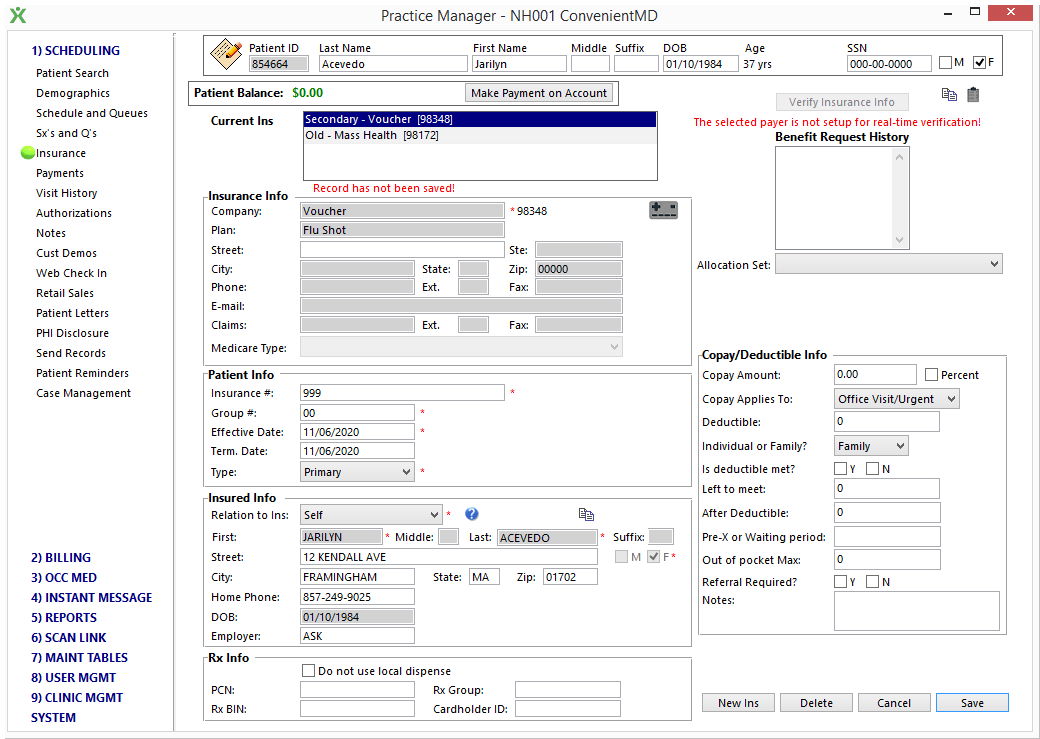 Practice Manager - NH001 ConvenientMD
1) SCHEDULING
Patient Search
Demographics
Schedule and Queues
Sx's and Q's
Insurance
Payments
Visit History
Authorizations
Notes
Cust Demos
Web Check In
Retail Sales
Patient Letters
PHI Disclosure
Send Records
Patient Reminders
Case Management
2) BILLING
3) OCC MED
4) INSTANT MESSAGE
5) REPORTS
6) SCAN LINK
7) MAINT TABLES
8) USER MGMT
9) CLINIC MGMT
SYSTEM
Patient ID Last Name First Name Middle Suffix DOB Age SSN
854664 Acevedo Jarilyn 01/10/1984 37 yrs 000-00-0000 M F
Patient Balance: $0.00 Make Payment on Account
Verify Insurance Info
The selected payer is not setup for real-time verification!
Benefit Request History
Allocation Set:
Current Ins
Secondary - Voucher [98348]
Old - Mass Health [98172]
Record has not been saved!
Insurance Info
Company: Voucher * 98348
Plan: Flu Shot
Street: Ste:
City: State: Zip: 00000
Phone: Ext. Fax:
E-mail:
Claims: Ext. Fax:
Medicare Type:
Patient Info
Insurance #: 999 *
Group #: 00 *
Effective Date: 11/06/2020 *
Term. Date: 11/06/2020
Type: Primary *
Insured Info
Relation to Ins: Self * ?
First: JARILYN * Middle: Last: ACEVEDO * Suffix:
Street: 12 KENDALL AVE M F *
City: FRAMINGHAM State: MA Zip: 01702
Home Phone: 857-249-9025
DOB: 01/10/1984
Employer: ASK
Rx Info
Do not use local dispense
PCN: Rx Group:
Rx BIN: Cardholder ID:
Copay/Deductible Info
Copay Amount: 0.00 Percent
Copay Applies To: Office Visit/Urgent
Deductible: 0
Individual or Family? Family
Is deductible met? Y N
Left to meet: 0
After Deductible: 0
Pre-X or Waiting period:
Out of pocket Max: 0
Referral Required? Y N
Notes:
New Ins Delete Cancel Save